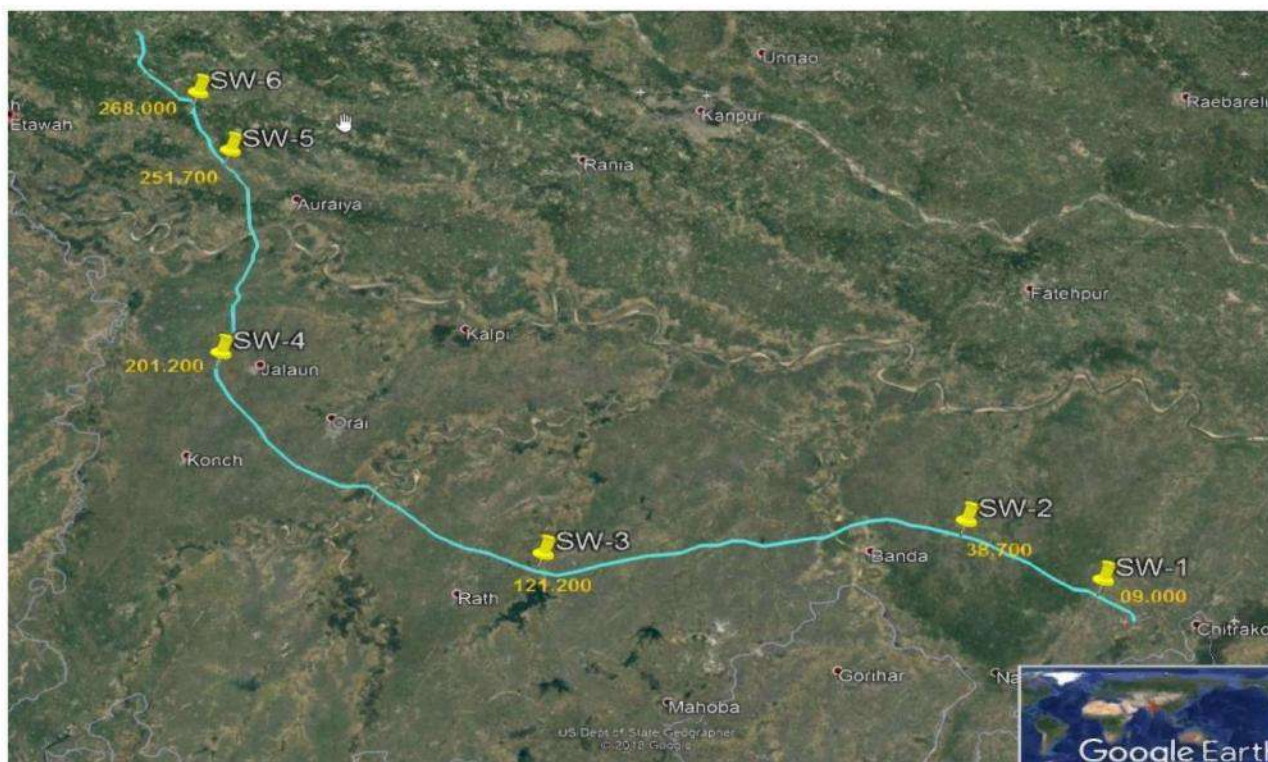 Unnao
SW-6
268.000
h
Etawah
Kanpur
Raebareli
SW-5
251.700
Rania
Auraiya
Fatehpur
SW-4
201.200
Kalpi
Jalaun
Orai
Konch
SW-2
38.700
SW-3
121.200
Banda
SW-1
09.000
Rath
Chitrako
Gorihar
Na
Mahoba
US Dept of State Geographer
© 2018 Google
Google Earth